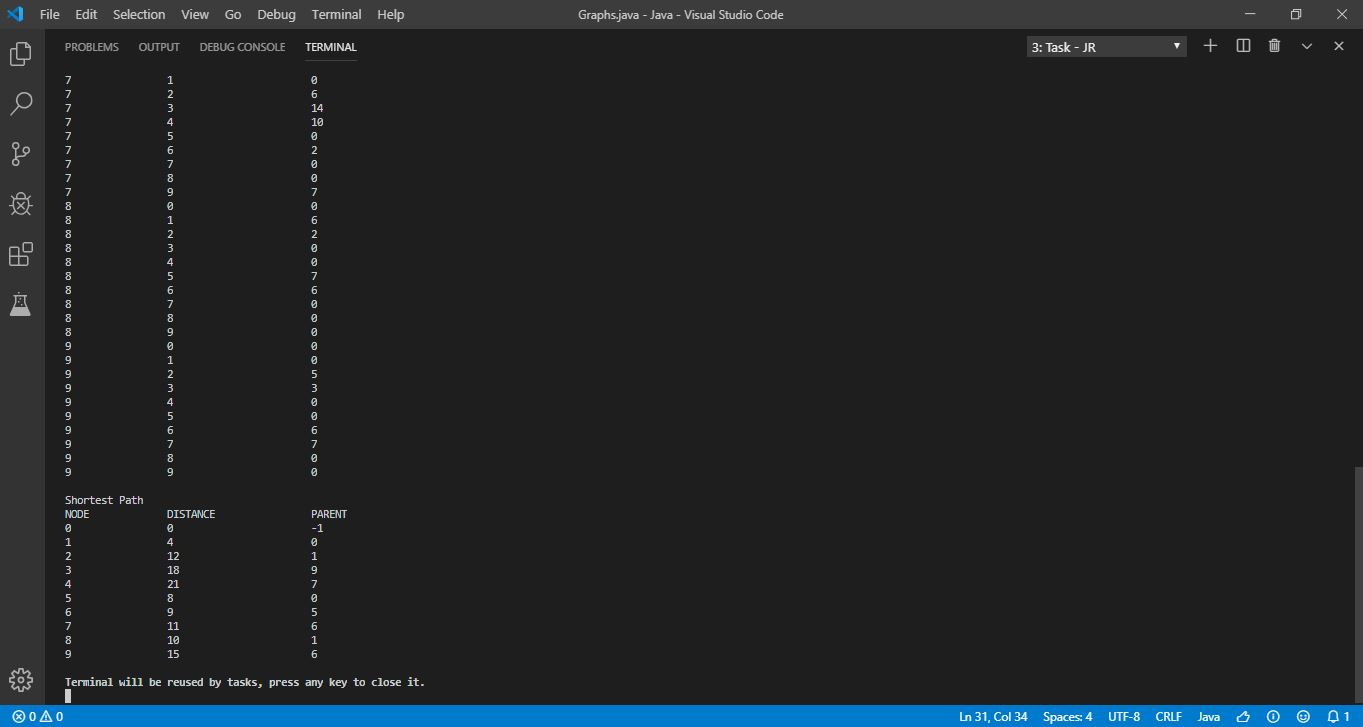 File Edit Selection View Go Debug Terminal Help Graphs.java - Java - Visual Studio Code
PROBLEMS OUTPUT DEBUG CONSOLE TERMINAL 3: Task - JR
7 1 0
7 2 6
7 3 14
7 4 10
7 5 0
7 6 2
7 7 0
7 8 0
7 9 7
8 0 0
8 1 6
8 2 2
8 3 0
8 4 0
8 5 7
8 6 6
8 7 0
8 8 0
8 9 0
9 0 0
9 1 0
9 2 5
9 3 3
9 4 0
9 5 0
9 6 6
9 7 7
9 8 0
9 9 0
Shortest Path
NODE DISTANCE PARENT
0 0 -1
1 4 0
2 12 1
3 18 9
4 21 7
5 8 0
6 9 5
7 11 6
8 10 1
9 15 6
Terminal will be reused by tasks, press any key to close it.
0 0 Ln 31, Col 34 Spaces: 4 UTF-8 CRLF Java 1